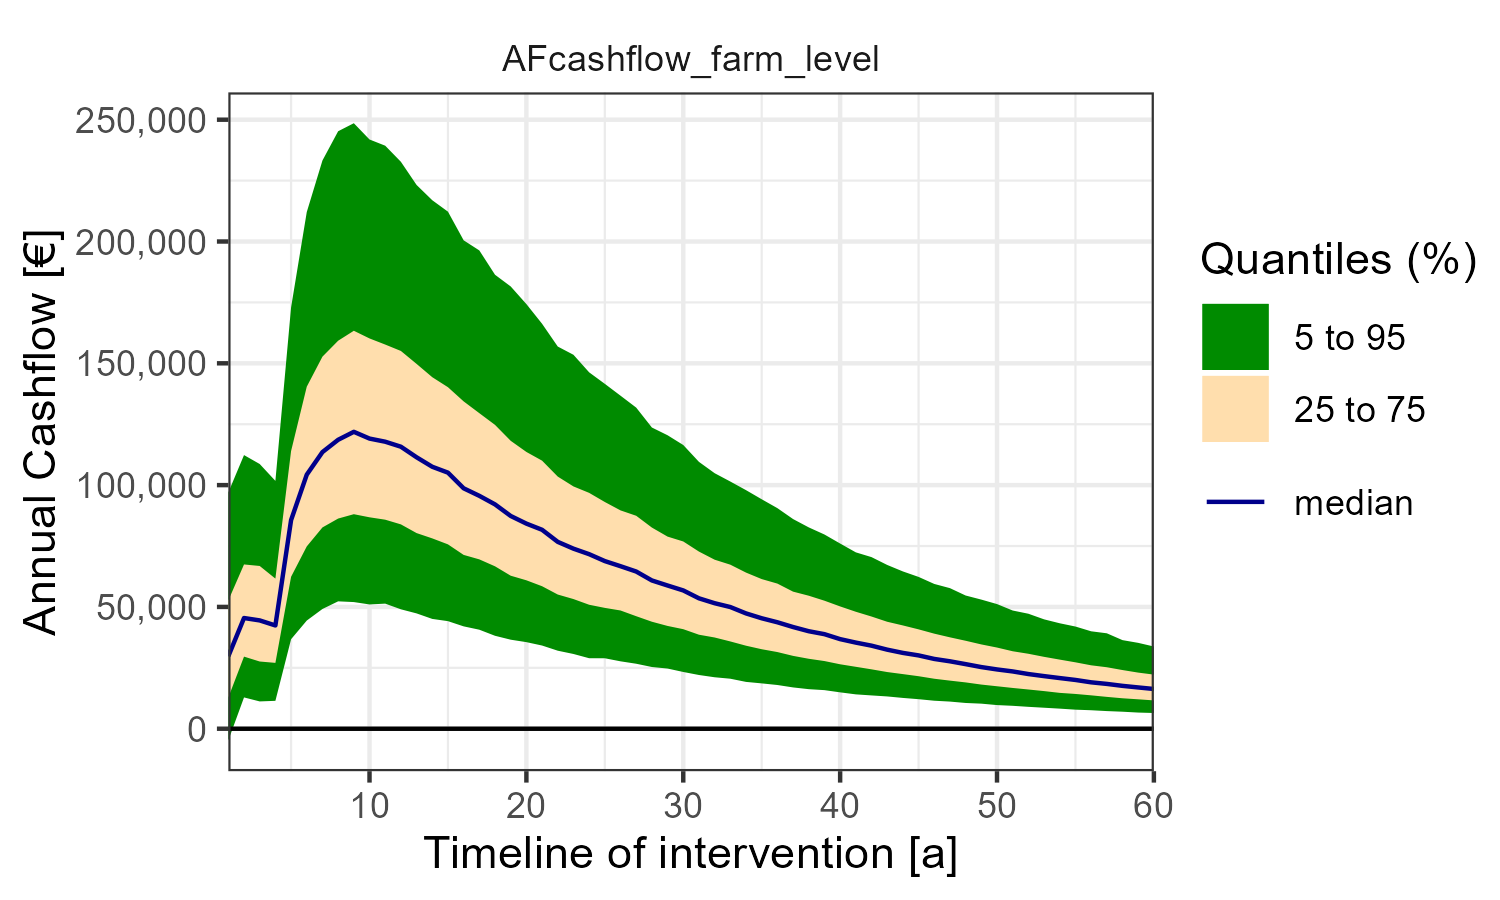 AFcashflow_farm_level
Annual Cashflow [€]
250,000
200,000
150,000
100,000
50,000
0
10 20 30 40 50 60
Timeline of intervention [a]
Quantiles (%)
5 to 95
25 to 75
median